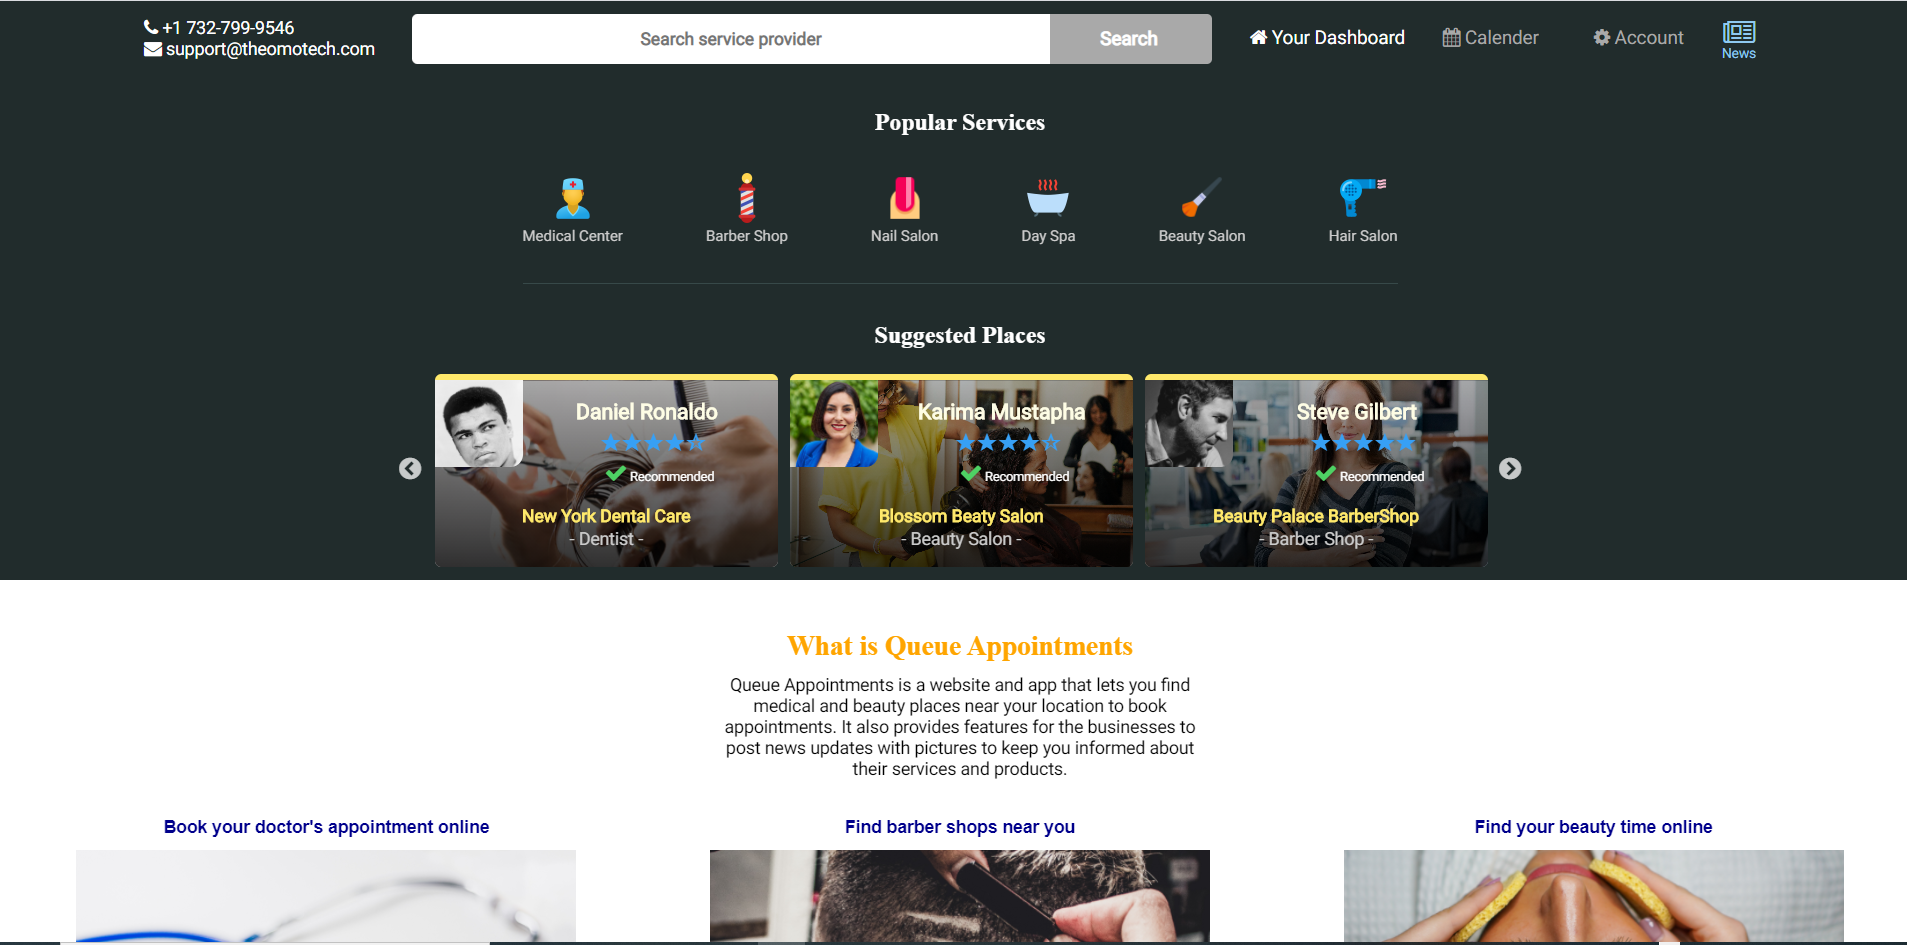 +1 732-799-9546
support@theomotech.com
Search service provider
Search
Your Dashboard
Calender
Account
News
Popular Services
Medical Center
Barber Shop
Nail Salon
Day Spa
Beauty Salon
Hair Salon
Suggested Places
Daniel Ronaldo
Recommended
New York Dental Care
- Dentist -
Karima Mustapha
Recommended
Blossom Beaty Salon
- Beauty Salon -
Steve Gilbert
Recommended
Beauty Palace BarberShop
- Barber Shop -
What is Queue Appointments
Queue Appointments is a website and app that lets you find
medical and beauty places near your location to book
appointments. It also provides features for the businesses to
post news updates with pictures to keep you informed about
their services and products.
Book your doctor's appointment online
Find barber shops near you
Find your beauty time online